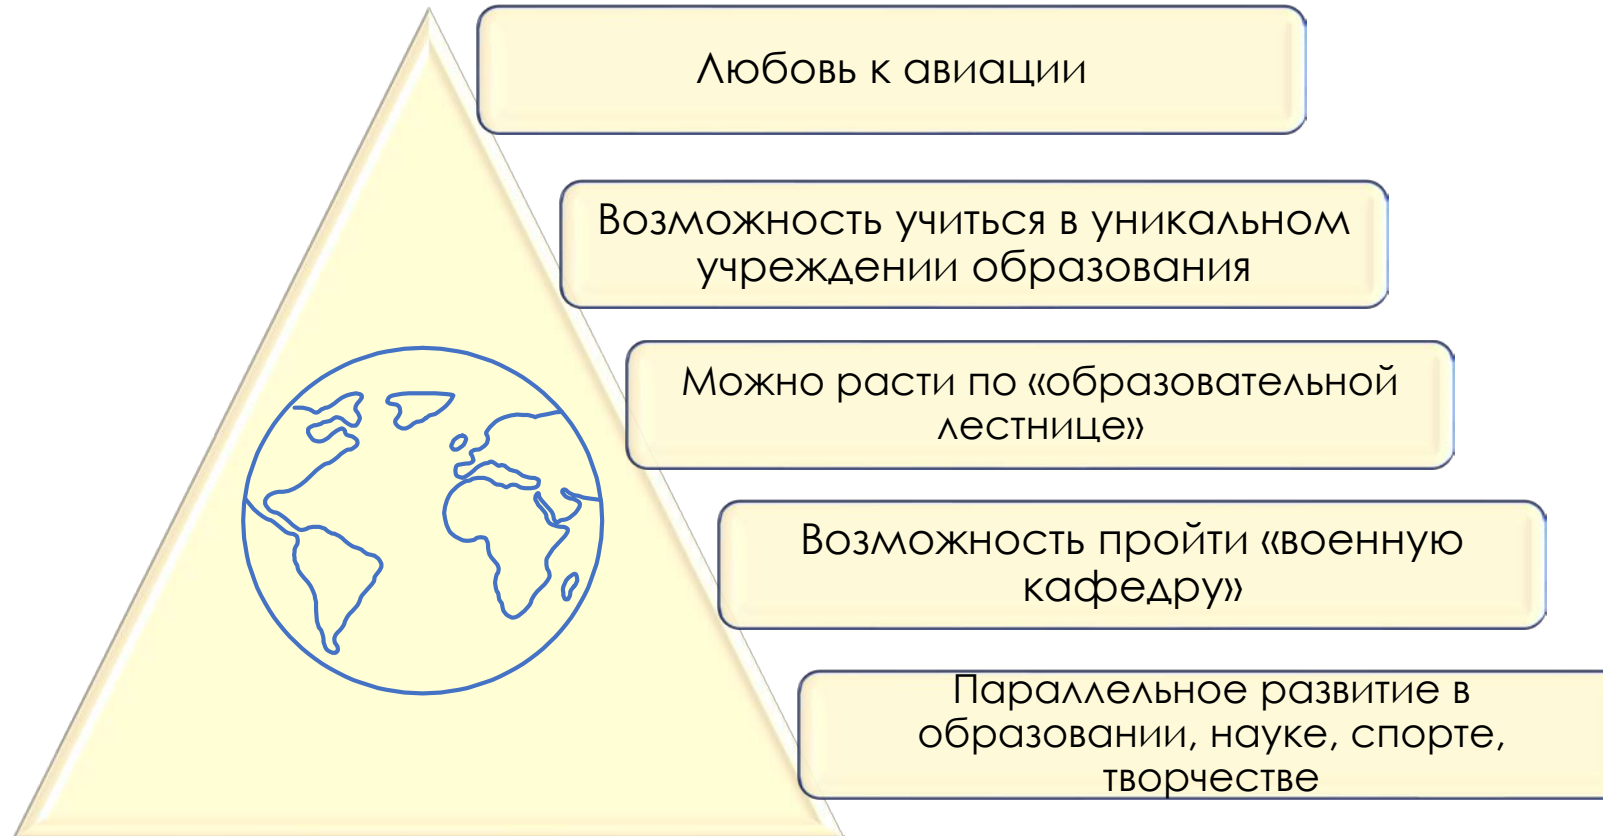 Любовь к авиации
Возможность учиться в уникальном
учреждении образования
Можно расти по «образовательной
лестнице»
Возможность пройти «военную
кафедру»
Параллельное развитие в
образовании, науке, спорте,
творчестве